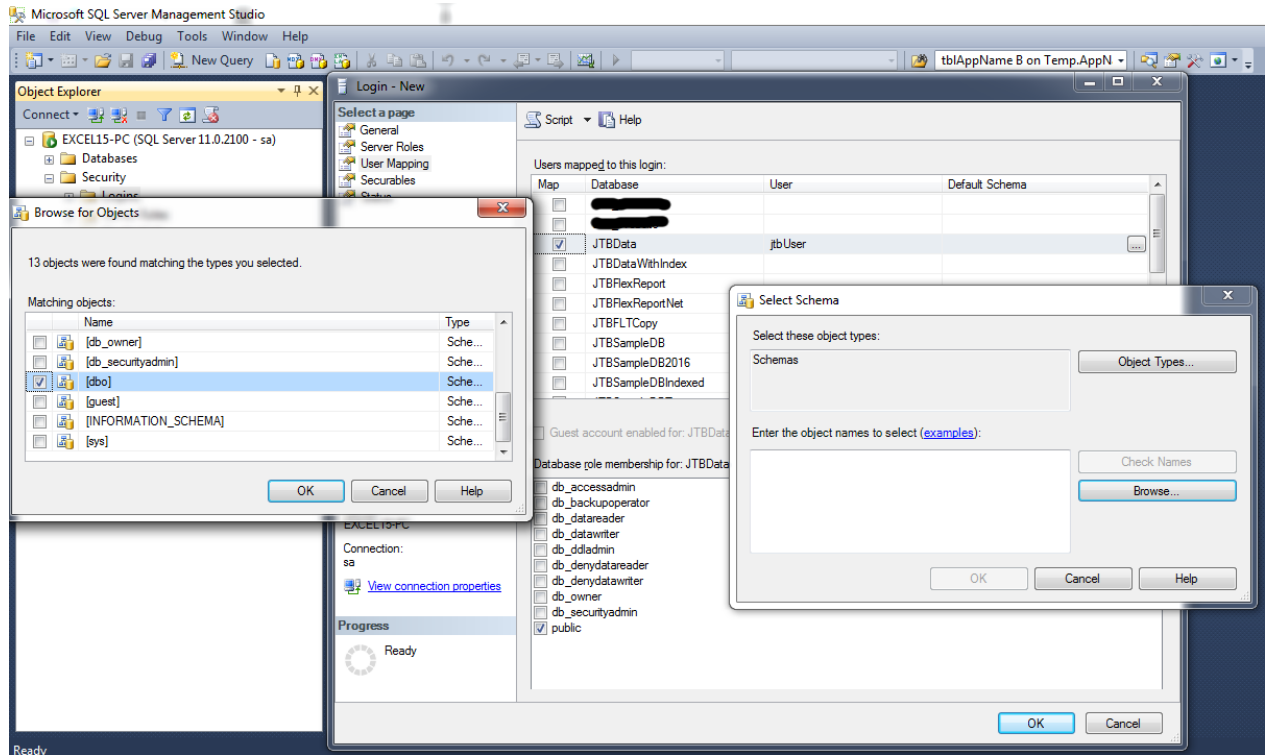 Microsoft SQL Server Management Studio
File Edit View Debug Tools Window Help
New Query
tblAppName B on Temp.AppN
Object Explorer
Connect
EXCEL15-PC (SQL Server 11.0.2100 - sa)
Databases
Security
Logins
Login - New
Select a page
General
Server Roles
User Mapping
Securables
Status
Script Help
Users mapped to this login:
Map Database User Default Schema
JTBData jtbUser ...
JTBDataWithIndex
JTBFlexReport
JTBFlexReportNet
JTBFLTCopy
JTBSampleDB
JTBSampleDB2016
JTBSampleDBIndexed
Guest account enabled for: JTBData
Database role membership for: JTBData
db_accessadmin
db_backupoperator
db_datareader
db_datawriter
db_ddladmin
db_denydatareader
db_denydatawriter
db_owner
db_securityadmin
public
EXCEL15-PC
Connection:
sa
View connection properties
Progress
Ready
OK Cancel
Browse for Objects
13 objects were found matching the types you selected.
Matching objects:
Name Type
[db_owner] Sche...
[db_securityadmin] Sche...
[dbo] Sche...
[guest] Sche...
[INFORMATION_SCHEMA] Sche...
[sys] Sche...
OK Cancel Help
Select Schema
Select these object types:
Schemas
Object Types...
Enter the object names to select (examples):
Check Names
Browse...
OK Cancel Help
Ready